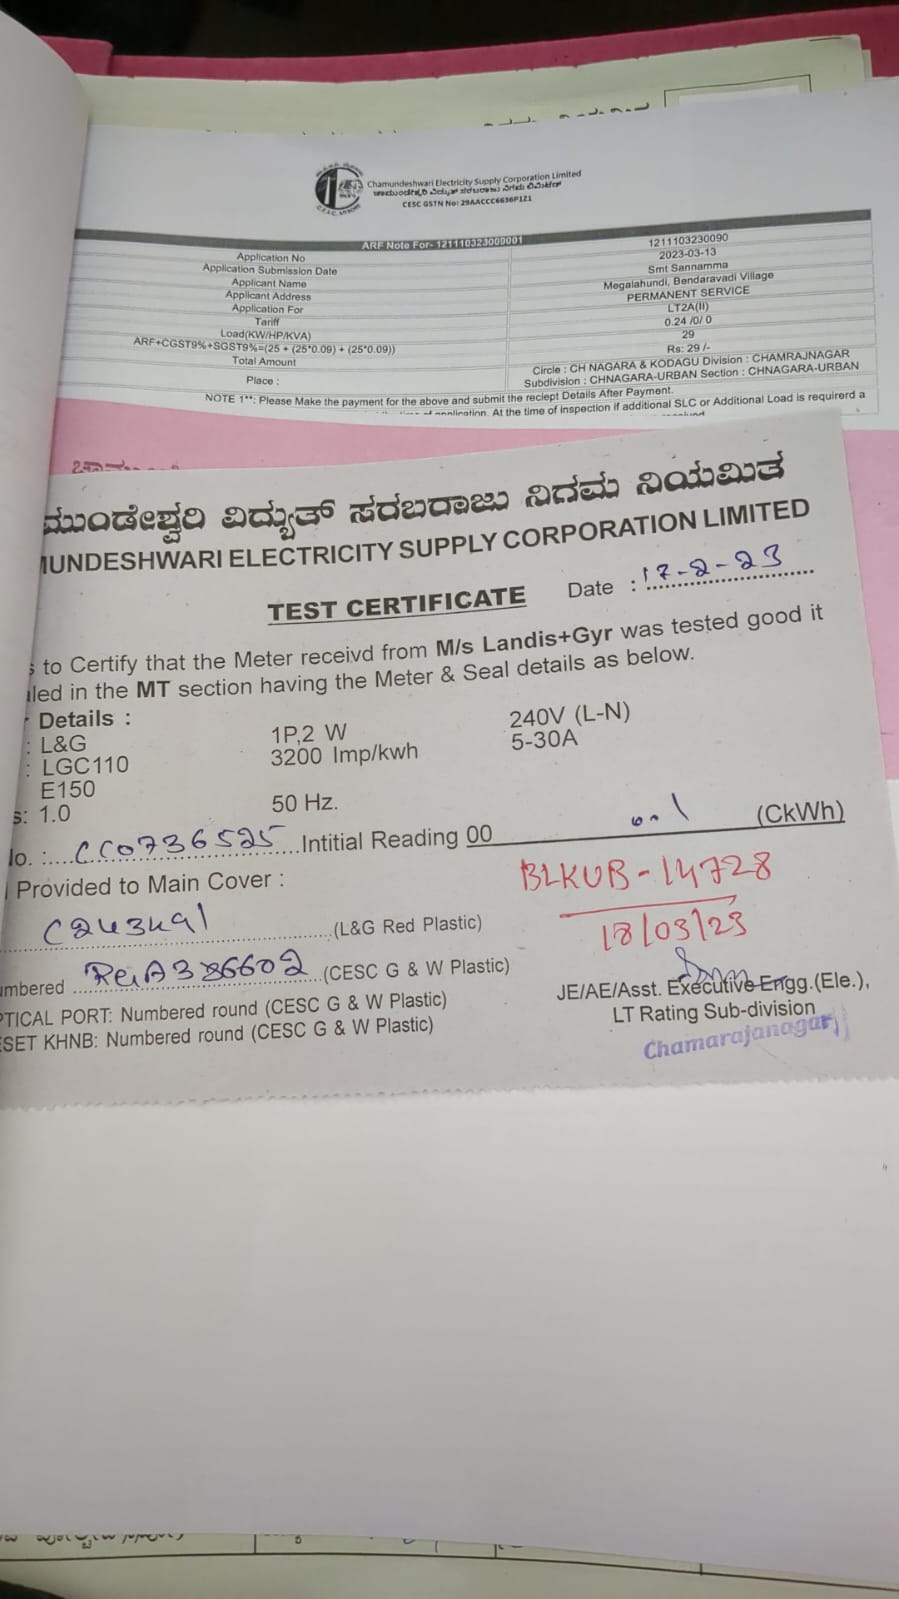 Chamundeshwari Electricity Supply Corporation Limited
ಚಾಮುಂಡೇಶ್ವರಿ ವಿದ್ಯುತ್ ಸರಬರಾಜು ನಿಗಮ ನಿಯಮಿತ
CESC GSTN No: 29AACCC6636P1Z1
ARF Note For- 121110323009001
Application No 1211103230090
Application Submission Date 2023-03-13
Applicant Name Smt Sannamma
Applicant Address Megalahundi, Bendaravadi Village
Application For PERMANENT SERVICE
Tariff LT2A(II)
Load(KW/HP/KVA) 0.24 /0/ 0
ARF+CGST9%+SGST9%=(25 + (25*0.09) + (25*0.09)) 29
Total Amount Rs: 29 /-
Place : Circle : CH NAGARA & KODAGU Division : CHAMRAJNAGAR
Subdivision : CHNAGARA-URBAN Section : CHNAGARA-URBAN
NOTE 1**: Please Make the payment for the above and submit the reciept Details After Payment.
of application. At the time of inspection if additional SLC or Additional Load is requirerd a
ಮುಂಡೇಶ್ವರಿ ವಿದ್ಯುತ್ ಸರಬರಾಜು ನಿಗಮ ನಿಯಮಿತ
MUNDESHWARI ELECTRICITY SUPPLY CORPORATION LIMITED
TEST CERTIFICATE Date : 17-2-23
s to Certify that the Meter receivd from M/s Landis+Gyr was tested good it
led in the MT section having the Meter & Seal details as below.
Details :
: L&G 1P,2 W 240V (L-N)
: LGC110 3200 Imp/kwh 5-30A
E150
s: 1.0 50 Hz.
No. : CC0736525 Intitial Reading 00 0.1 (CkWh)
Provided to Main Cover :
BLKUB-14728
C243491 (L&G Red Plastic)
18/03/23
mbered (CESC G & W Plastic)
JE/AE/Asst. Executive Engg.(Ele.),
TICAL PORT: Numbered round (CESC G & W Plastic)
LT Rating Sub-division
SET KHNB: Numbered round (CESC G & W Plastic)
Chamarajanagar